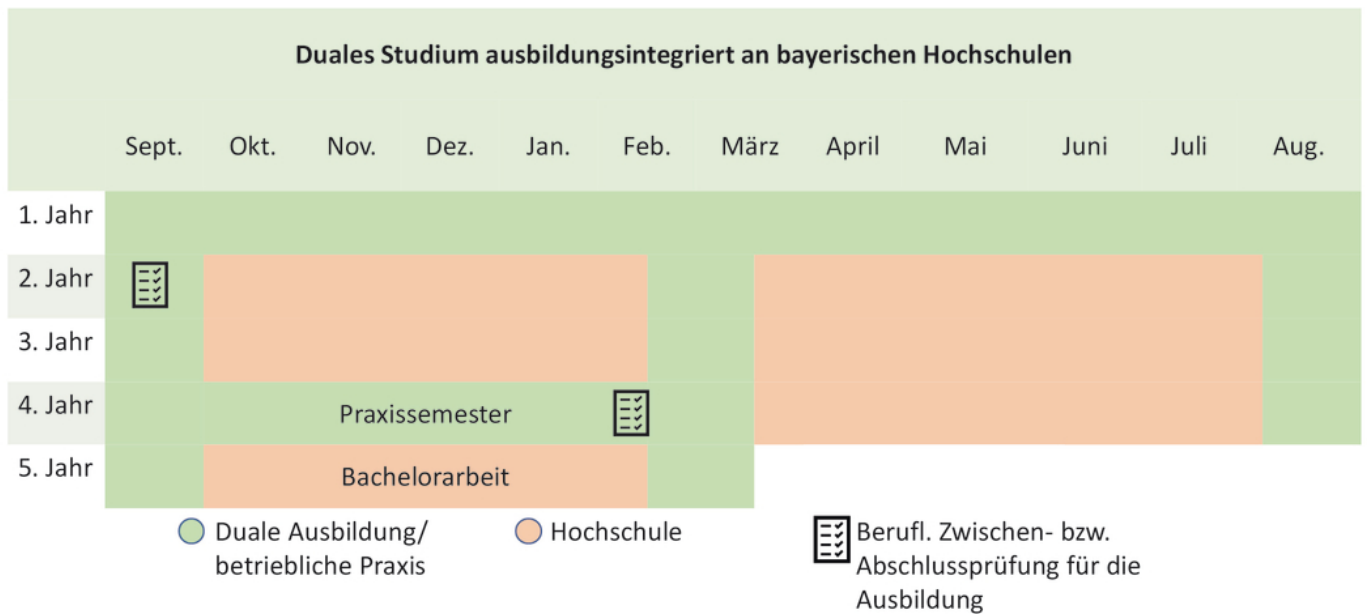 Duales Studium ausbildungsintegriert an bayerischen Hochschulen
Sept. Okt. Nov. Dez. Jan. Feb. März April Mai Juni Juli Aug.
1. Jahr
2. Jahr
3. Jahr
4. Jahr Praxissemester
5. Jahr Bachelorarbeit
Duale Ausbildung/
betriebliche Praxis
Hochschule
Berufl. Zwischen- bzw.
Abschlussprüfung für die
Ausbildung